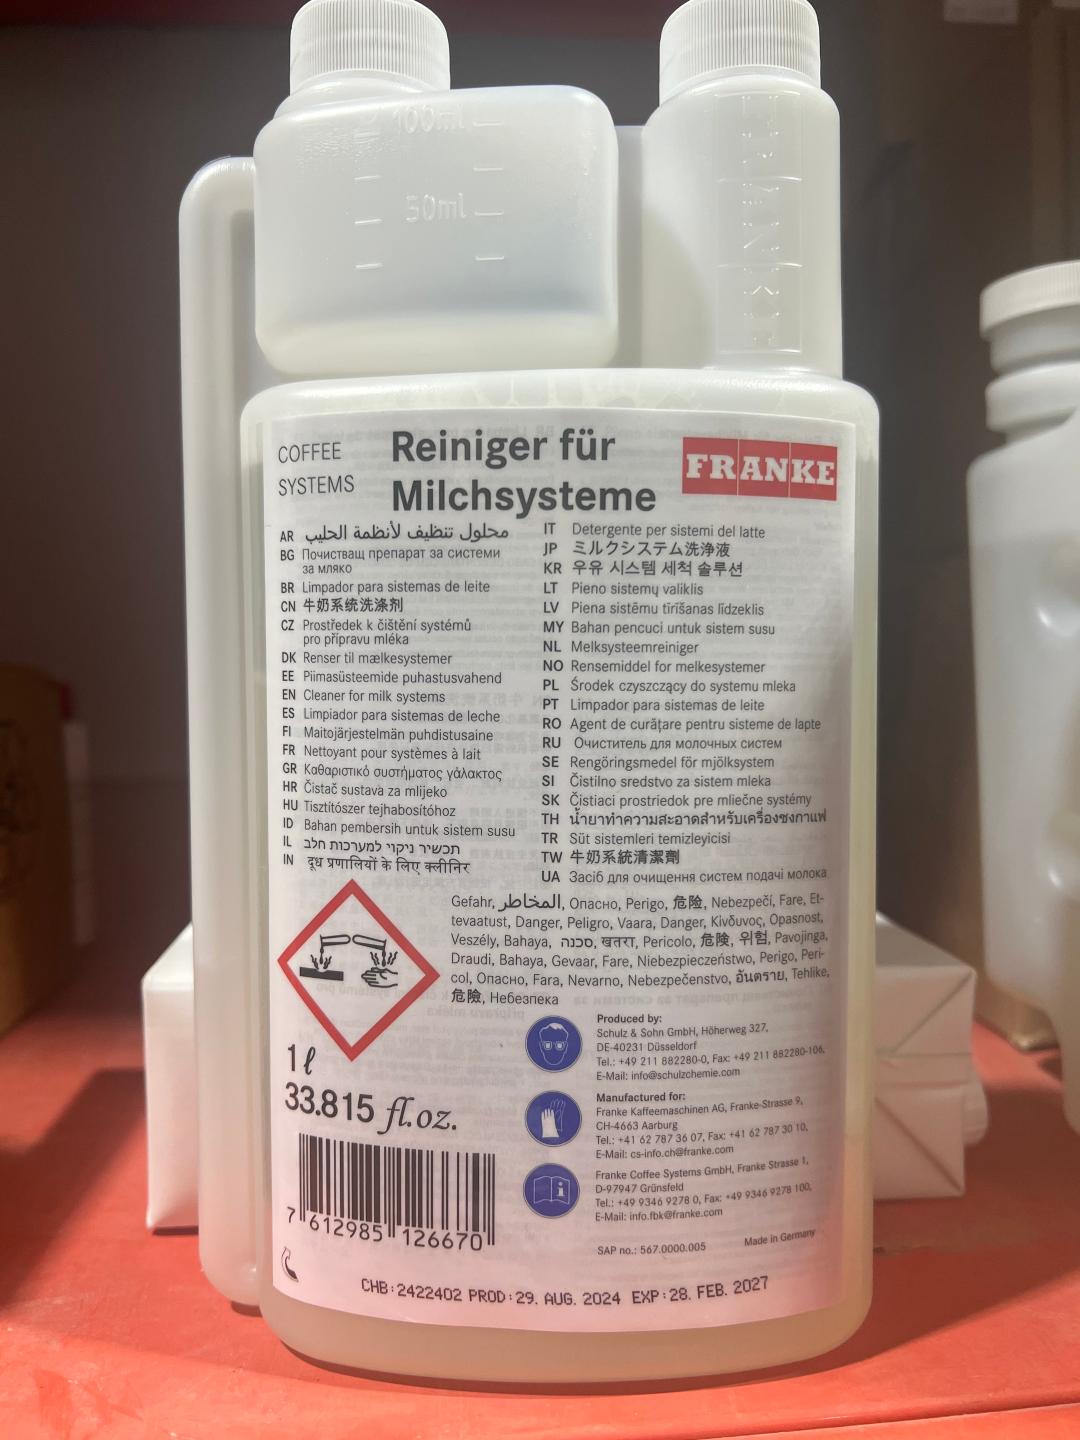 100ml
50ml
FRANKE
COFFEE
SYSTEMS
Reiniger für
Milchsysteme
FRANKE
AR محلول تنظيف لأنظمة الحليب
BG Почистващ препарат за системи
за мляко
BR Limpador para sistemas de leite
CN 牛奶系统洗涤剂
CZ Prostředek k čištění systémů
pro přípravu mléka
DK Renser til mælkesystemer
EE Piimasüsteemide puhastusvahend
EN Cleaner for milk systems
ES Limpiador para sistemas de leche
FI Maitojärjestelmän puhdistusaine
FR Nettoyant pour systèmes à lait
GR Καθαριστικό συστήματος γάλακτος
HR Čistač sustava za mlijeko
HU Tisztítószer tejhabosítóhoz
ID Bahan pembersih untuk sistem susu
IL תכשיר ניקוי למערכות חלב
IN दूध प्रणालियों के लिए क्लीनिर
IT Detergente per sistemi del latte
JP ミルクシステム洗浄液
KR 우유 시스템 세척 솔루션
LT Pieno sistemų valiklis
LV Piena sistēmu tīrīšanas līdzeklis
MY Bahan pencuci untuk sistem susu
NL Melksysteemreiniger
NO Rensemiddel for melkesystemer
PL Środek czyszczący do systemu mleka
PT Limpador para sistemas de leite
RO Agent de curățare pentru sisteme de lapte
RU Очиститель для молочных систем
SE Rengöringsmedel för mjölksystem
SI Čistilno sredstvo za sistem mleka
SK Čistiaci prostriedok pre mliečne systémy
TH น้ำยาทำความสะอาดสำหรับเครื่องชงกาแฟ
TR Süt sistemleri temizleyicisi
TW 牛奶系統清潔劑
UA Засіб для очищення систем подачі молока
Gefahr, المخاطر, Опасно, Perigo, 危险, Nebezpečí, Fare, Et-
tevaatust, Danger, Peligro, Vaara, Danger, Κίνδυνος, Opasnost,
Veszély, Bahaya, סכנה, खतरा, Pericolo, 危険, 위험, Pavojinga,
Draudi, Bahaya, Gevaar, Fare, Niebezpieczeństwo, Perigo, Peri-
col, Опасно, Fara, Nevarno, Nebezpečenstvo, อันตราย, Tehlike,
危險, Небезпека
Produced by:
Schulz & Sohn GmbH, Höherweg 327,
DE-40231 Düsseldorf
Tel.: +49 211 882280-0, Fax: +49 211 882280-106,
E-Mail: info@schulzchemie.com
Manufactured for:
Franke Kaffeemaschinen AG, Franke-Strasse 9,
CH-4663 Aarburg
Tel.: +41 62 787 36 07, Fax: +41 62 787 30 10,
E-Mail: cs-info.ch@franke.com
Franke Coffee Systems GmbH, Franke Strasse 1,
D-97947 Grünsfeld
Tel.: +49 9346 9278 0, Fax: +49 9346 9278 100,
E-Mail: info.fbk@franke.com
SAP no.: 567.0000.005 Made in Germany
1 ℓ
33.815 fl.oz.
7 612985 126670
CHB:2422402 PROD:29. AUG. 2024 EXP:28. FEB. 2027